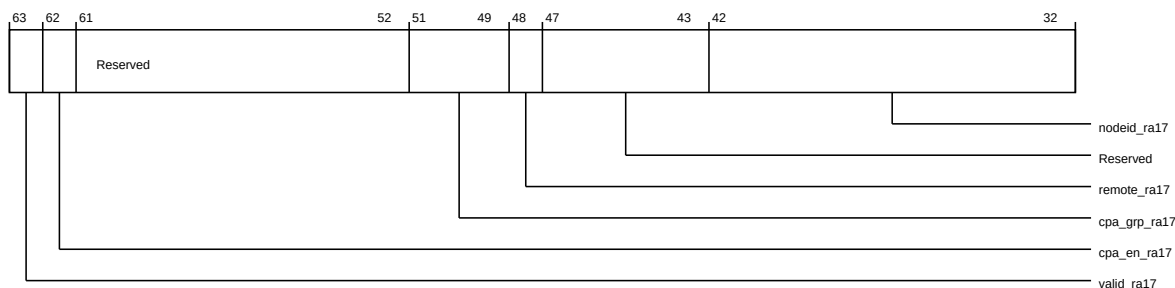 63 62 61 52 51 49 48 47 43 42 32
Reserved
nodeid_ra17
Reserved
remote_ra17
cpa_grp_ra17
cpa_en_ra17
valid_ra17